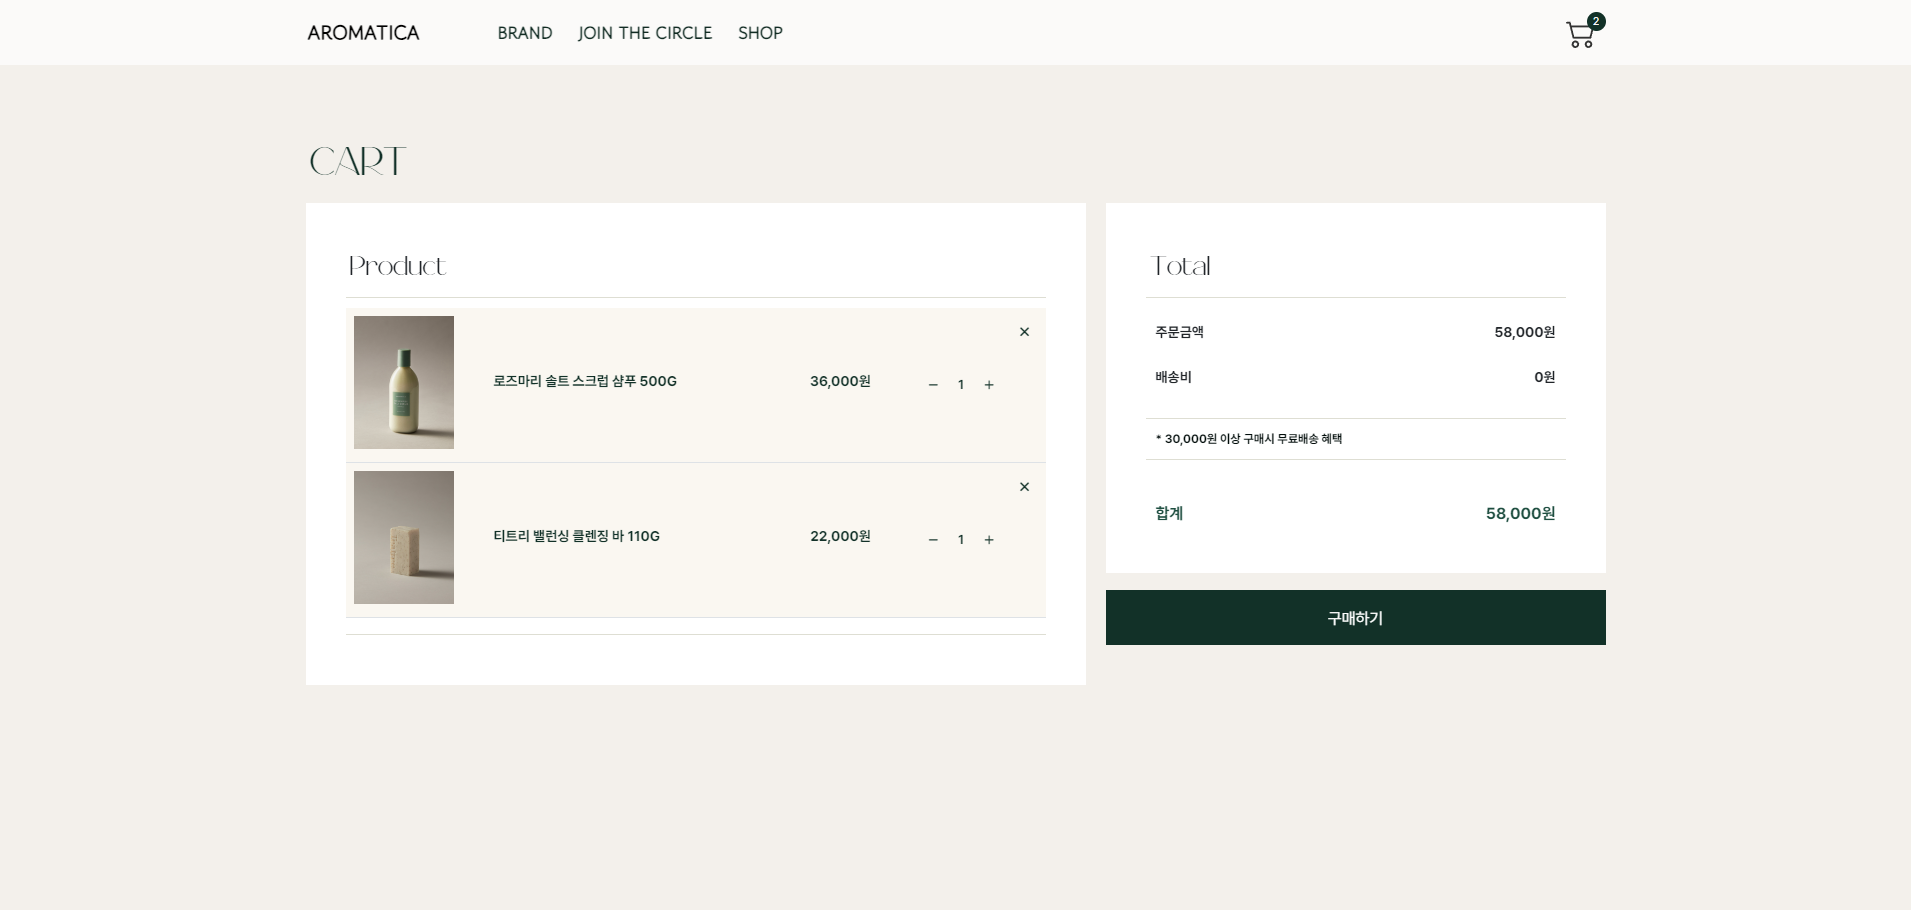 AROMATICA
BRAND
JOIN THE CIRCLE
SHOP
2
CART
Product
로즈마리 솔트 스크럽 샴푸 500G
36,000원
− 1 +
×
티트리 밸런싱 클렌징 바 110G
22,000원
− 1 +
×
Total
주문금액 58,000원
배송비 0원
* 30,000원 이상 구매시 무료배송 혜택
합계 58,000원
구매하기